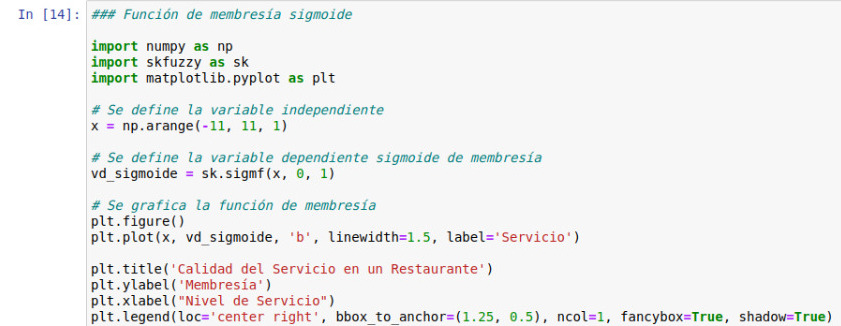 In [14]: ### Función de membresía sigmoide
import numpy as np
import skfuzzy as sk
import matplotlib.pyplot as plt
# Se define la variable independiente
x = np.arange(-11, 11, 1)
# Se define la variable dependiente sigmoide de membresía
vd_sigmoide = sk.sigmf(x, 0, 1)
# Se grafica la función de membresía
plt.figure()
plt.plot(x, vd_sigmoide, 'b', linewidth=1.5, label='Servicio')
plt.title('Calidad del Servicio en un Restaurante')
plt.ylabel('Membresía')
plt.xlabel("Nivel de Servicio")
plt.legend(loc='center right', bbox_to_anchor=(1.25, 0.5), ncol=1, fancybox=True, shadow=True)